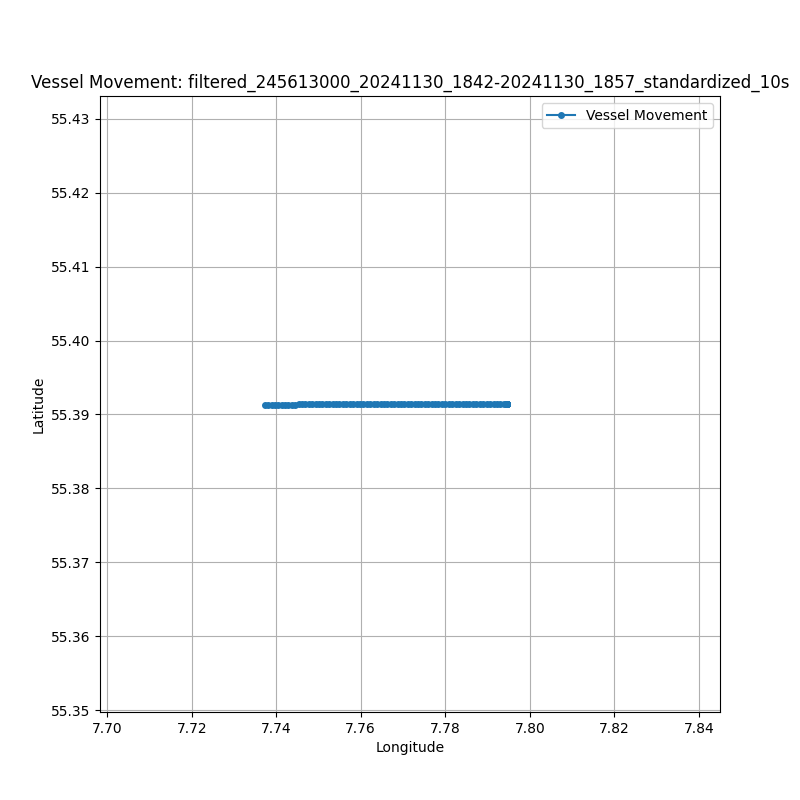 Vessel Movement: filtered_245613000_20241130_1842-20241130_1857_standardized_10s
Vessel Movement
55.43
55.42
55.41
55.40
55.39
55.38
55.37
55.36
55.35
Latitude
7.70 7.72 7.74 7.76 7.78 7.80 7.82 7.84
Longitude